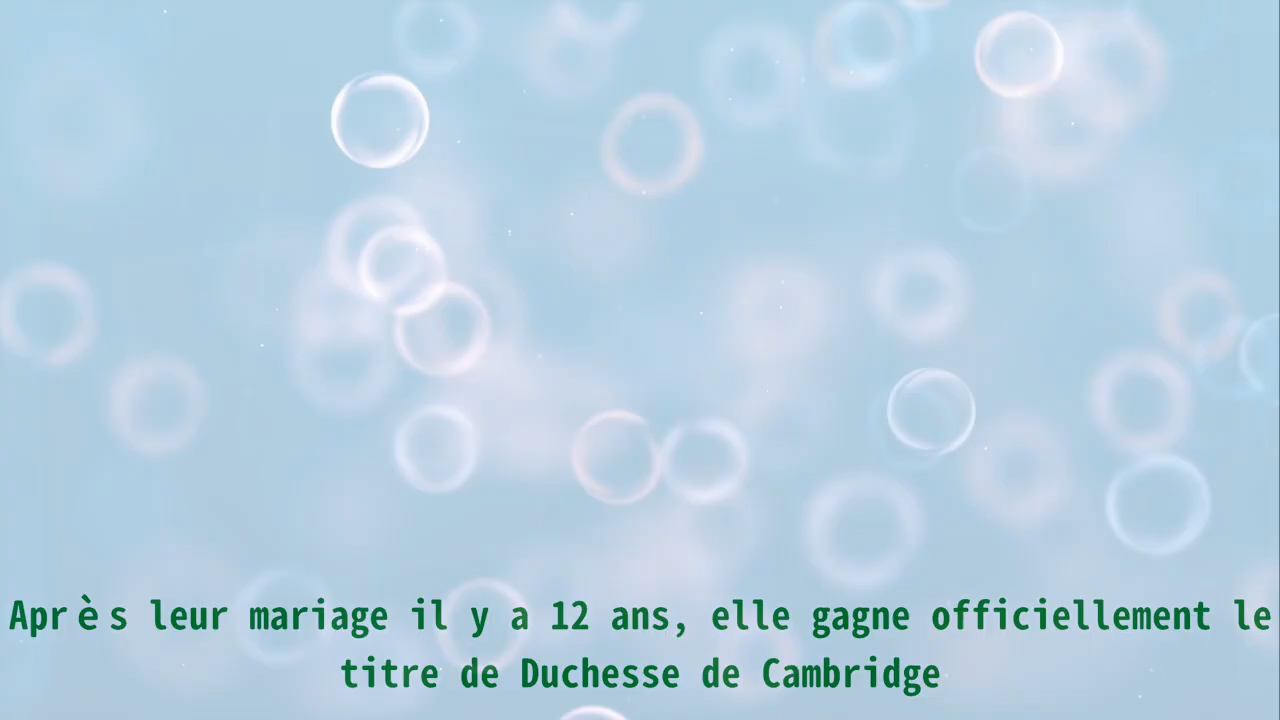 Après leur mariage il y a 12 ans, elle gagne officiellement le
titre de Duchesse de Cambridge